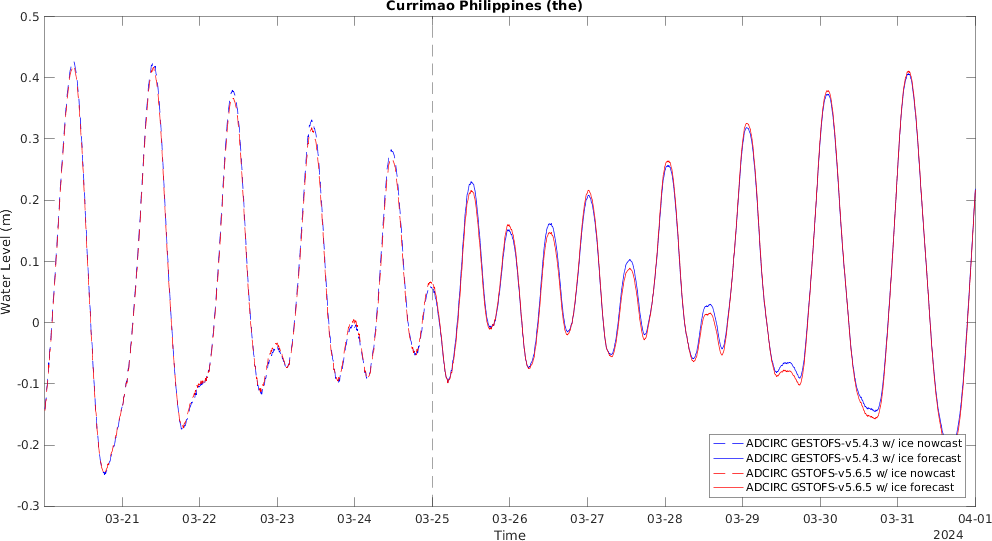 Currimao Philippines (the)
Water Level (m)
0.5
0.4
0.3
0.2
0.1
0
-0.1
-0.2
-0.3
03-21 03-22 03-23 03-24 03-25 03-26 03-27 03-28 03-29 03-30 03-31 04-01
Time
2024
ADCIRC GESTOFS-v5.4.3 w/ ice nowcast
ADCIRC GESTOFS-v5.4.3 w/ ice forecast
ADCIRC GSTOFS-v5.6.5 w/ ice nowcast
ADCIRC GSTOFS-v5.6.5 w/ ice forecast